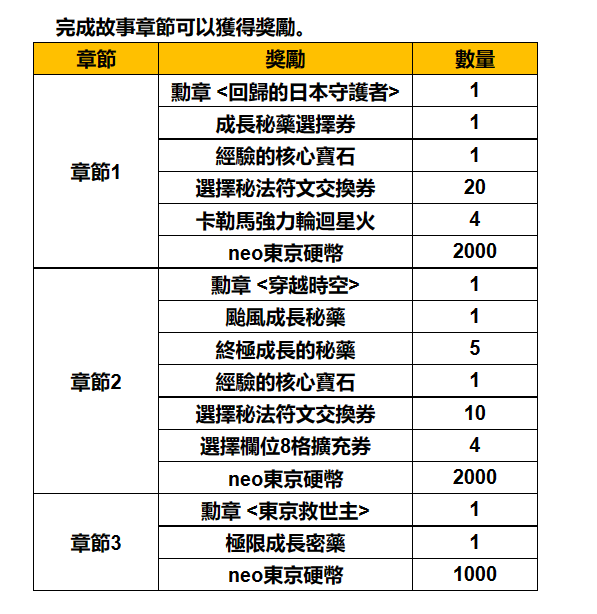 完成故事章節可以獲得獎勵。
章節 獎勵 數量
章節1
勳章 <回歸的日本守護者> 1
成長秘藥選擇券 1
經驗的核心寶石 1
選擇秘法符文交換券 20
卡勒馬強力輪迴星火 4
neo東京硬幣 2000
章節2
勳章 <穿越時空> 1
颱風成長秘藥 1
終極成長的秘藥 5
經驗的核心寶石 1
選擇秘法符文交換券 10
選擇欄位8格擴充券 4
neo東京硬幣 2000
章節3
勳章 <東京救世主> 1
極限成長密藥 1
neo東京硬幣 1000